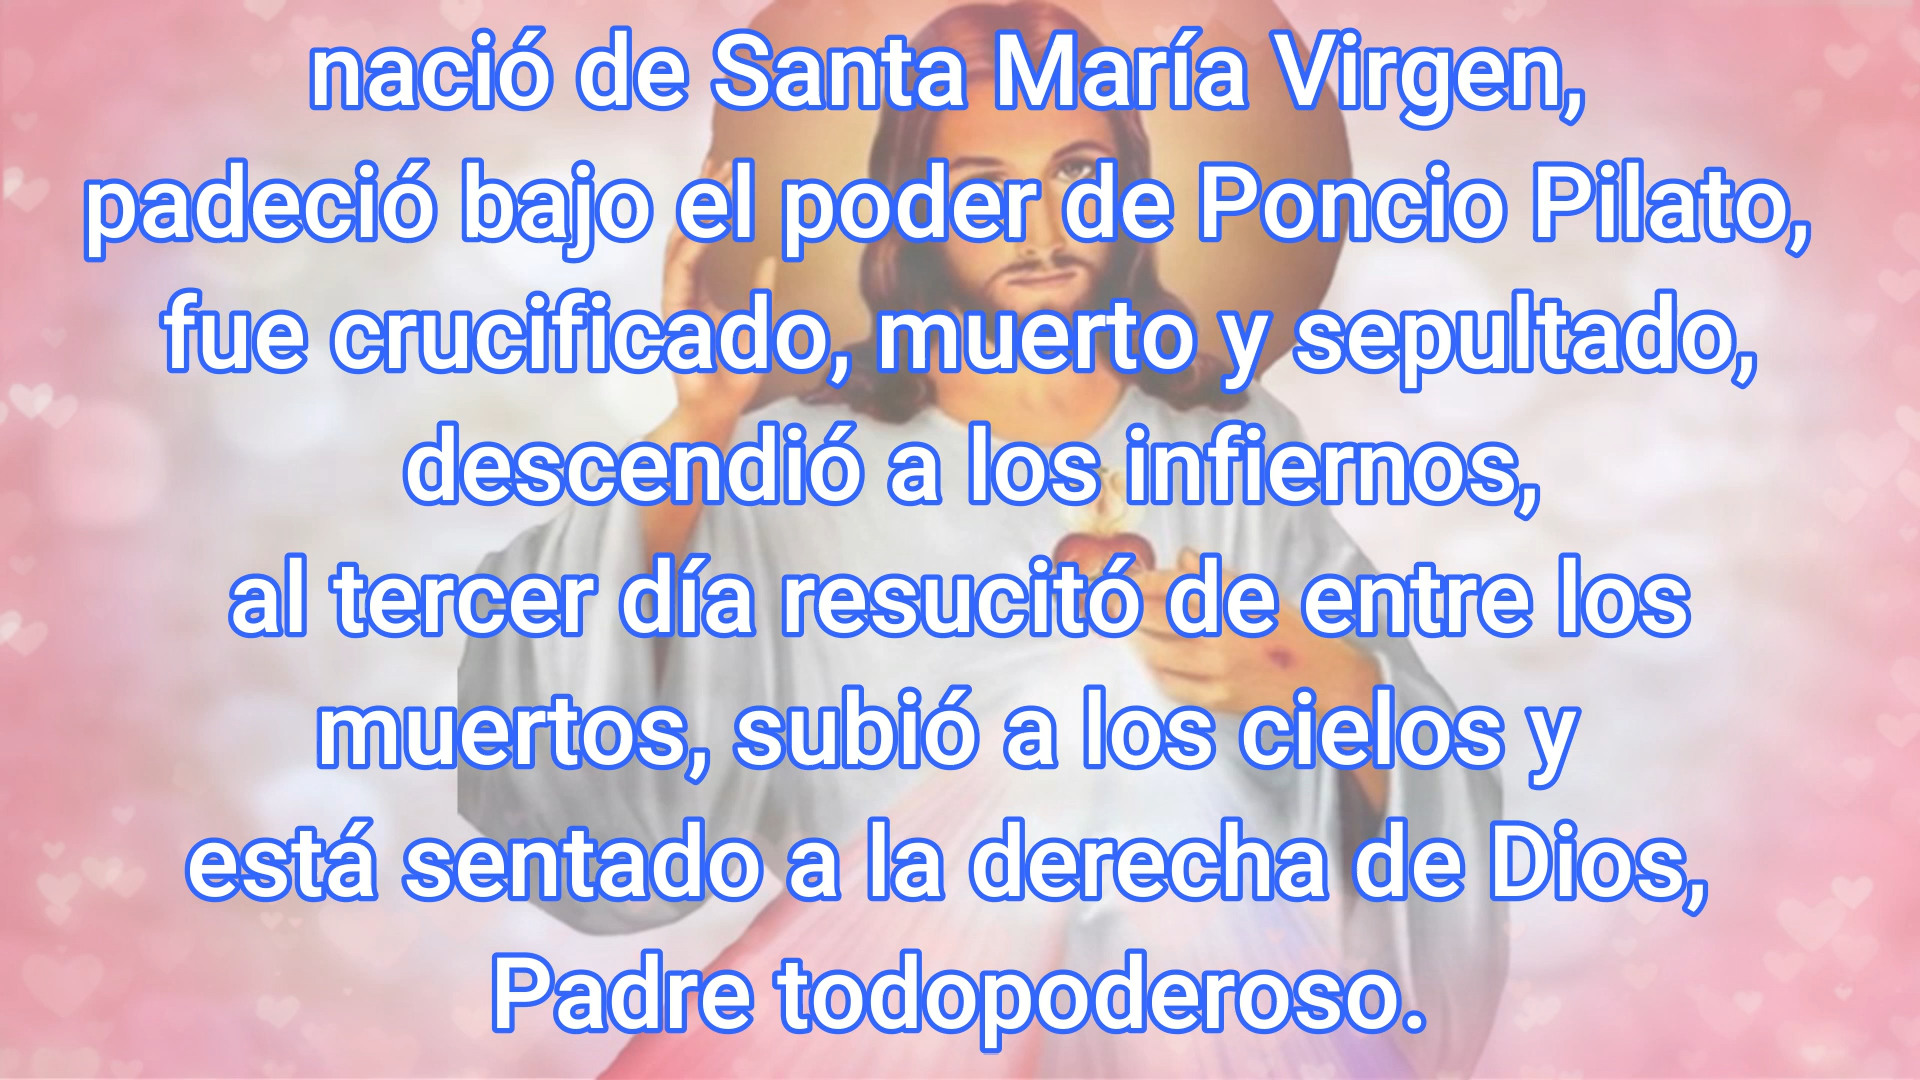 nació de Santa María Virgen,
padeció bajo el poder de Poncio Pilato,
fue crucificado, muerto y sepultado,
descendió a los infiernos,
al tercer día resucitó de entre los
muertos, subió a los cielos y
está sentado a la derecha de Dios,
Padre todopoderoso.